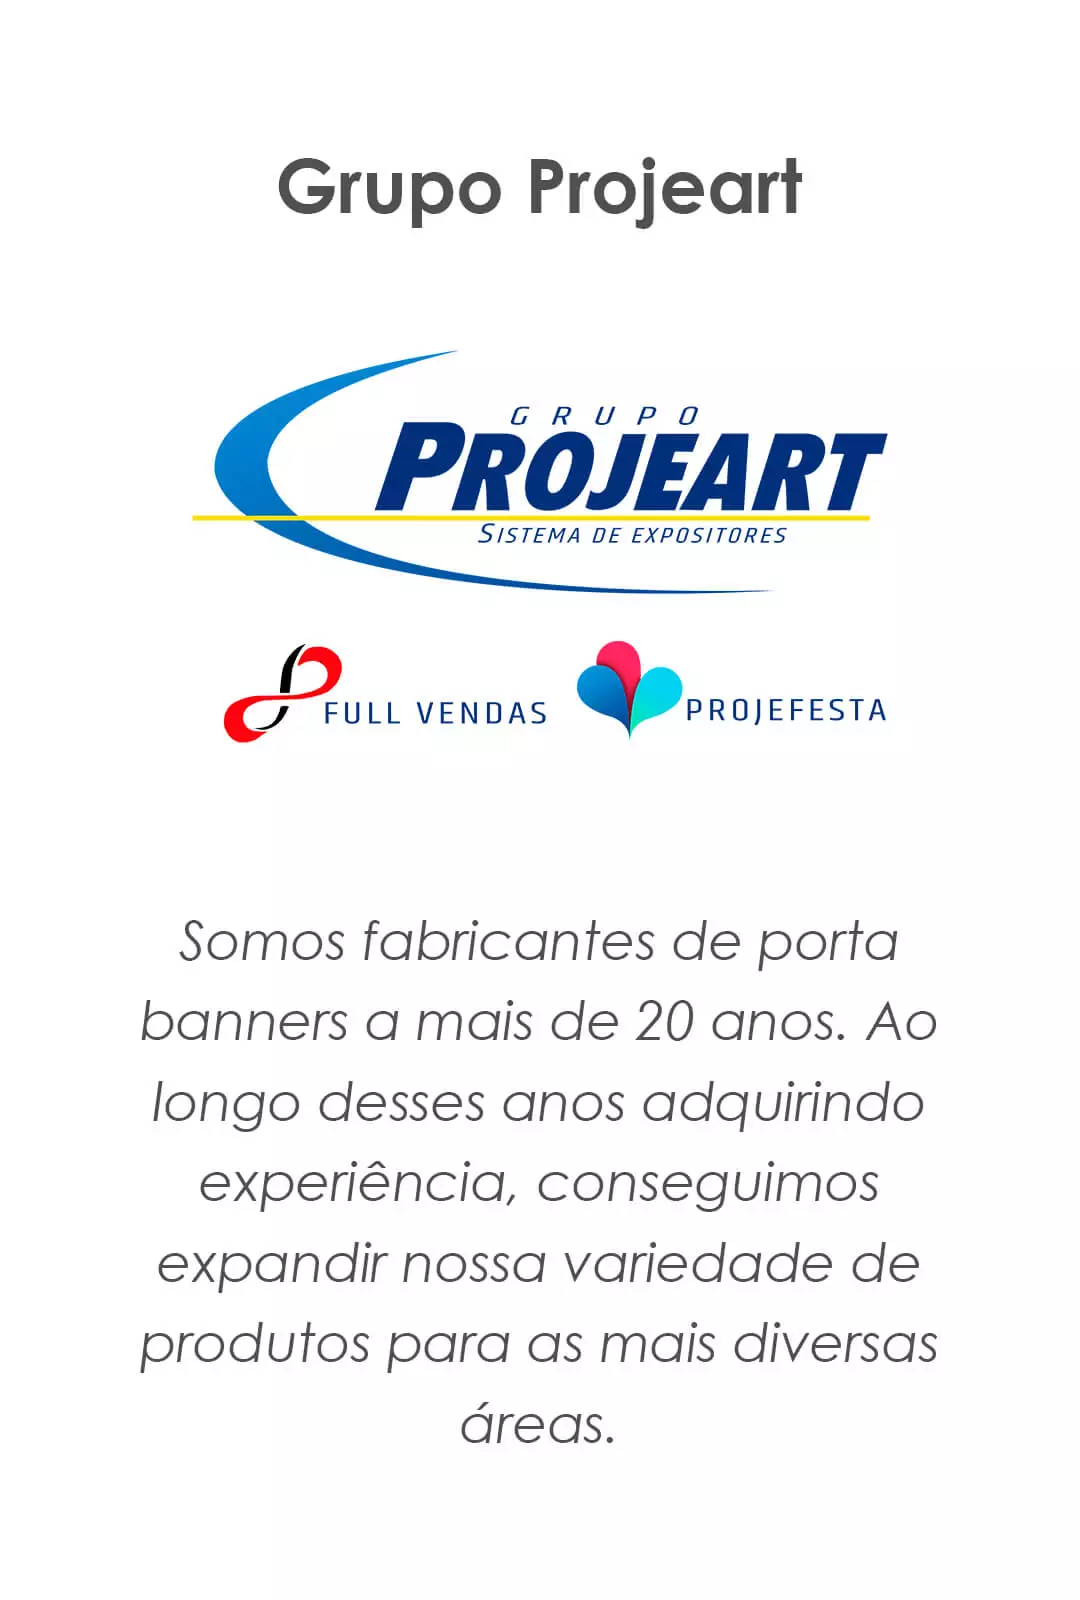 Grupo Projeart
GRUPO
PROJEART
SISTEMA DE EXPOSITORES
FULL VENDAS
PROJEFESTA
Somos fabricantes de porta
banners a mais de 20 anos. Ao
longo desses anos adquirindo
experiência, conseguimos
expandir nossa variedade de
produtos para as mais diversas
áreas.